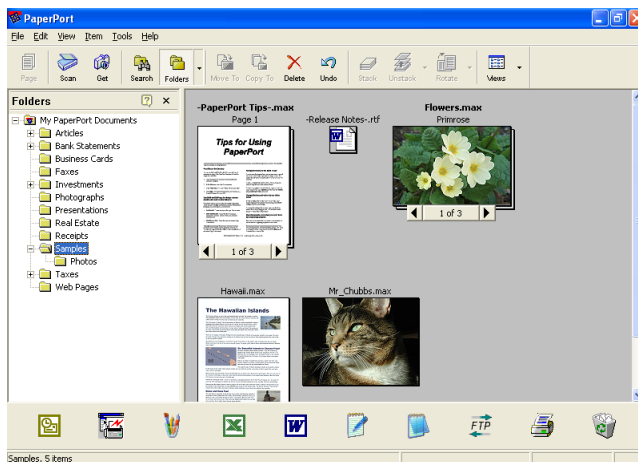 PaperPort
File Edit View Item Tools Help
Page Scan Get Search Folders Move To Copy To Delete Undo Stack Unstack Rotate Views
Folders
My PaperPort Documents
Articles
Bank Statements
Business Cards
Faxes
Investments
Photographs
Presentations
Real Estate
Receipts
Samples
Photos
Taxes
Web Pages
-PaperPort Tips-.max
Page 1
Tips for Using
PaperPort
1 of 3
-Release Notes-.rtf
Flowers.max
Primrose
1 of 3
Hawaii.max
The Hawaiian Islands
Mr_Chubbs.max
FTP
Samples, 5 items